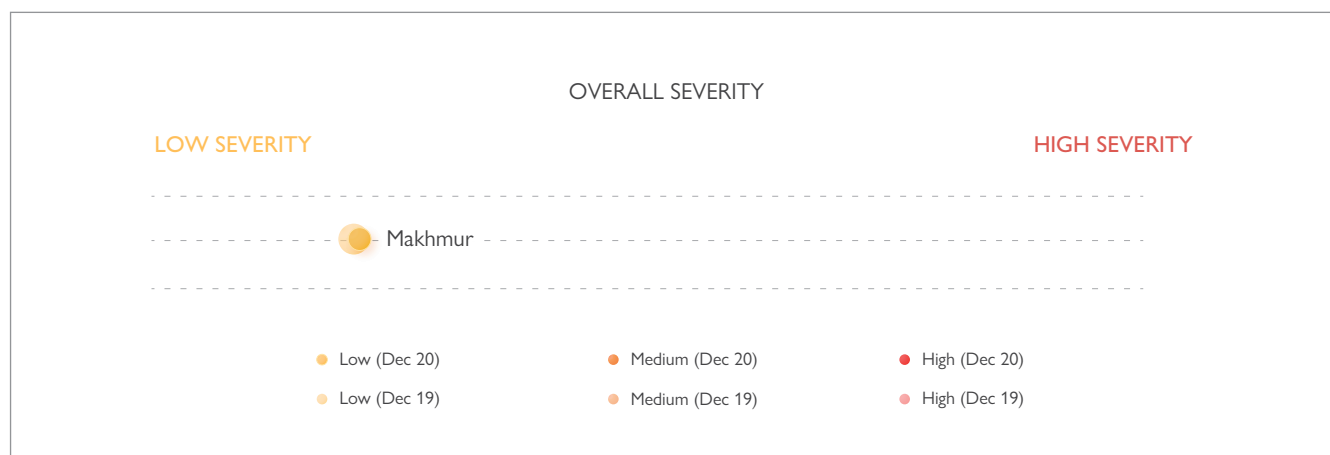 OVERALL SEVERITY
LOW SEVERITY
HIGH SEVERITY
Makhmur
Low (Dec 20)
Medium (Dec 20)
High (Dec 20)
Low (Dec 19)
Medium (Dec 19)
High (Dec 19)